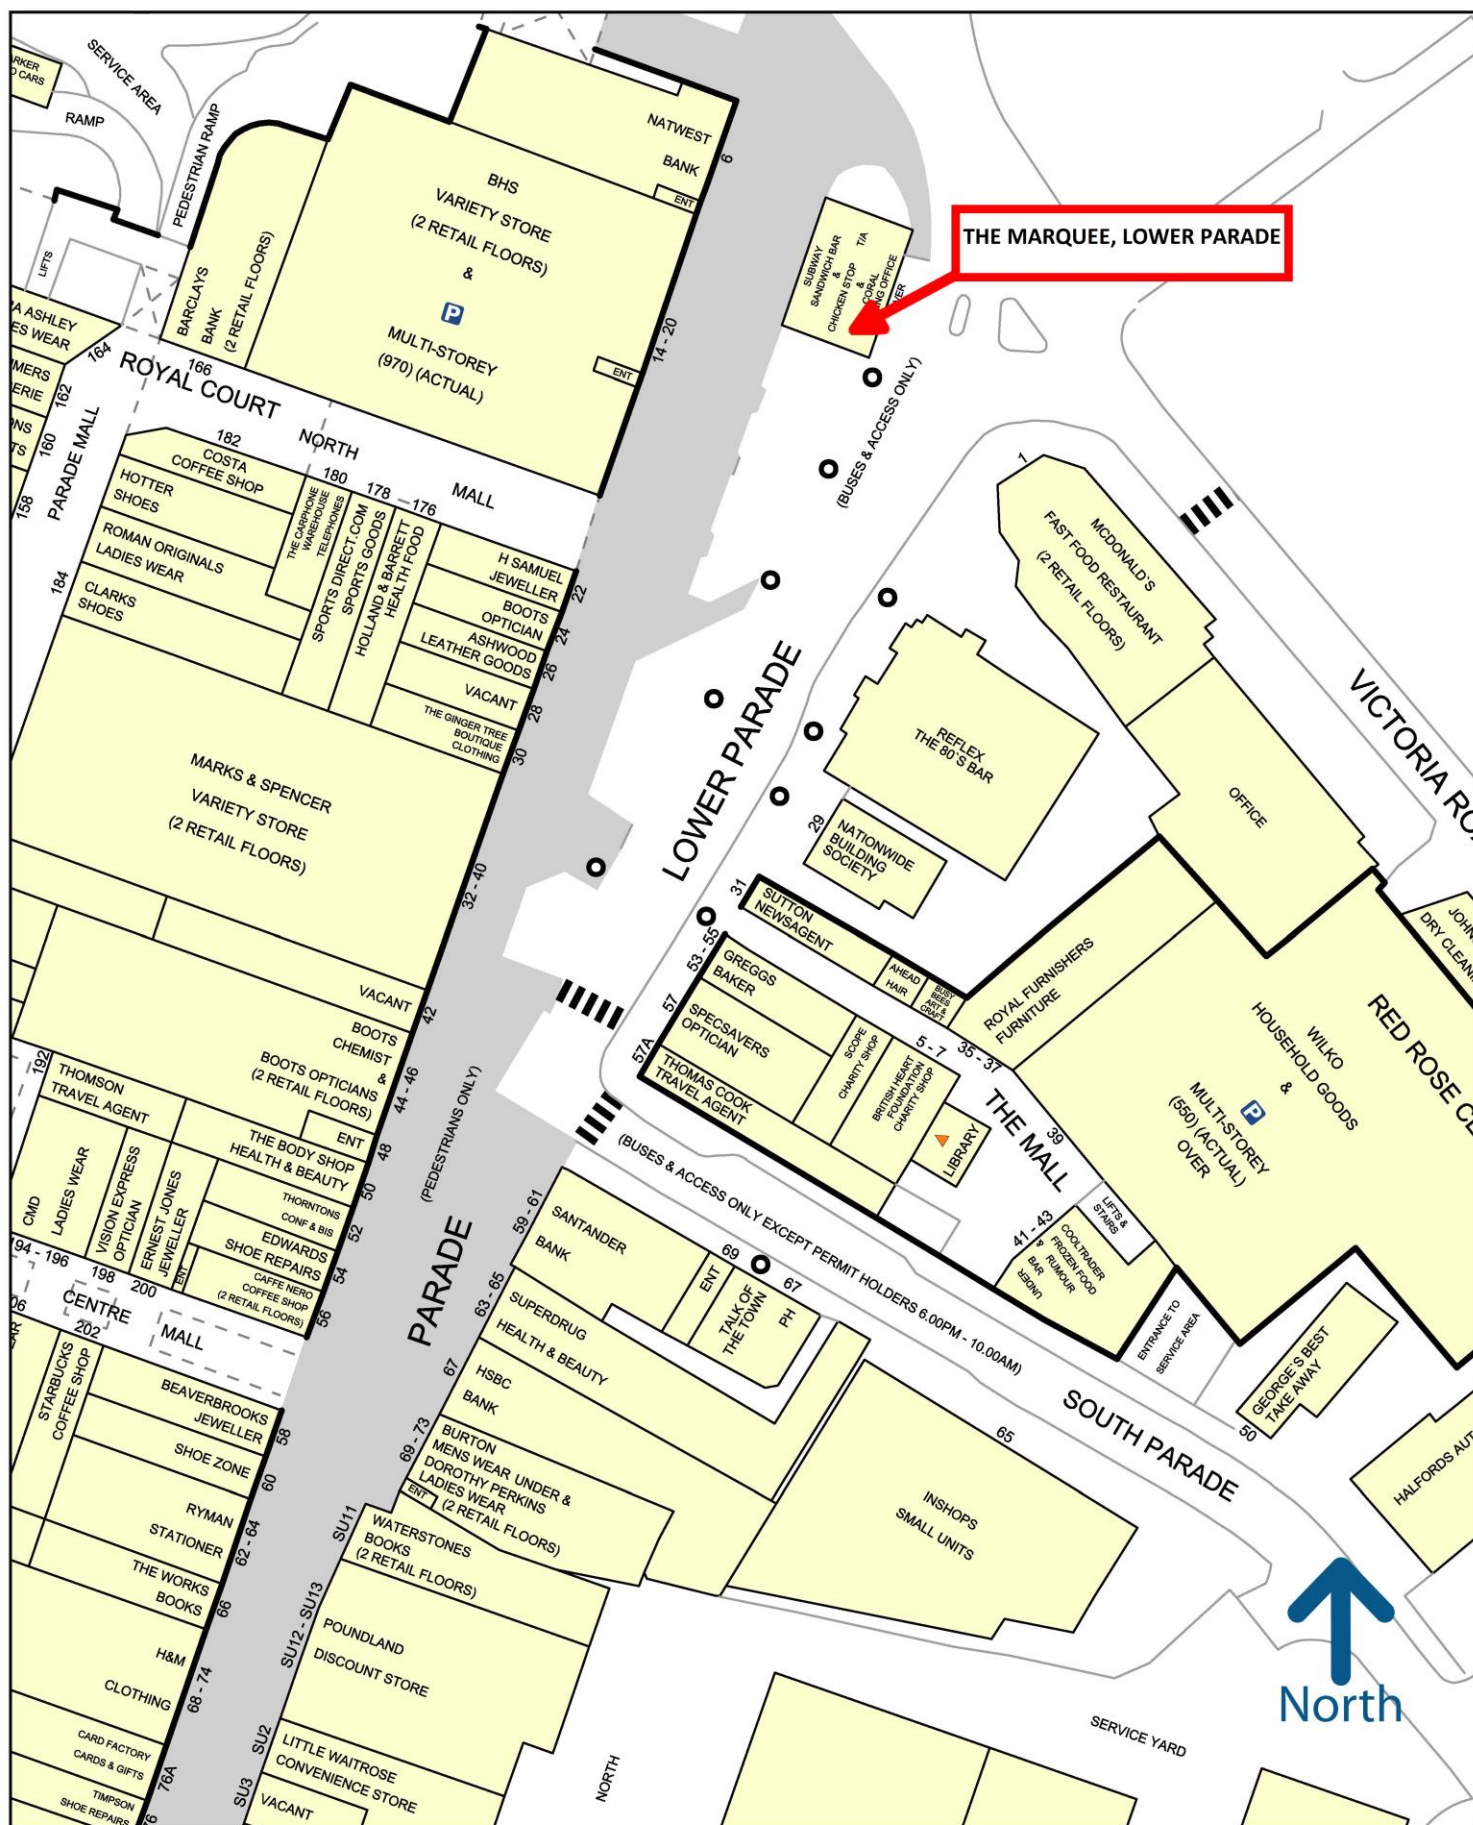 SERVICE AREA
RAMP
PEDESTRIAN RAMP
LIFTS
NATWEST
BANK
6
ENT
BHS
VARIETY STORE
(2 RETAIL FLOORS)
&
P
MULTI-STOREY
(970) (ACTUAL)
ENT
14 - 20
BARCLAYS
BANK
(2 RETAIL FLOORS)
166
164
162
160
158
PARADE MALL
ROYAL COURT
NORTH
MALL
THE MARQUEE, LOWER PARADE
SUBWAY
SANDWICH BAR
&
CHICKEN STOP T/A
&
CORAL
(BUSES & ACCESS ONLY)
182
COSTA
COFFEE SHOP
180
178
176
HOTTER
SHOES
ROMAN ORIGINALS
LADIES WEAR
184
CLARKS
SHOES
THE CARPHONE
WAREHOUSE
TELEPHONES
SPORTS DIRECT.COM
SPORTS GOODS
HOLLAND & BARRETT
HEALTH FOOD
H SAMUEL
JEWELLER
22
BOOTS
OPTICIAN
24
ASHWOOD
LEATHER GOODS
26
VACANT
28
THE GINGER TREE
BOUTIQUE
CLOTHING
30
MARKS & SPENCER
VARIETY STORE
(2 RETAIL FLOORS)
32 - 40
LOWER PARADE
1
MCDONALD'S
FAST FOOD RESTAURANT
(2 RETAIL FLOORS)
VICTORIA
REFLEX
THE 80'S BAR
OFFICE
29
NATIONWIDE
BUILDING
SOCIETY
31
SUTTON
NEWSAGENT
AHEAD
HAIR
BUSY
BEES
ART &
CRAFT
ROYAL FURNISHERS
FURNITURE
35 - 37
53 - 55
GREGGS
BAKER
57
SPECSAVERS
OPTICIAN
57A
THOMAS COOK
TRAVEL AGENT
SCOPE
CHARITY SHOP
5 - 7
BRITISH HEART
FOUNDATION
CHARITY SHOP
LIBRARY
THE MALL
39
WILKO
HOUSEHOLD GOODS
&
P
MULTI-STOREY
(550) (ACTUAL)
OVER
DRY
RED ROSE
LIFTS &
STAIRS
41 - 43
COOLTRADER
FROZEN FOOD
&
RUMOUR
BAR
UNDER
ENTRANCE TO
SERVICE AREA
GEORGE'S BEST
TAKE AWAY
50
HALFORDS
VACANT
42
BOOTS
CHEMIST
&
BOOTS OPTICIANS
(2 RETAIL FLOORS)
44 - 46
ENT
48
192
THOMSON
TRAVEL AGENT
THE BODY SHOP
HEALTH & BEAUTY
50
CMD
LADIES WEAR
VISION EXPRESS
OPTICIAN
ERNEST JONES
JEWELLER
ENT
THORNTONS
CONF & BIS
52
EDWARDS
SHOE REPAIRS
54
CAFFE NERO
COFFEE SHOP
(2 RETAIL FLOORS)
56
194 - 196
198
200
CENTRE
MALL
202
(PEDESTRIANS ONLY)
PARADE
(BUSES & ACCESS ONLY EXCEPT PERMIT HOLDERS 6.00PM - 10.00AM)
SOUTH PARADE
59 - 61
SANTANDER
BANK
69
ENT
67
TALK OF
THE TOWN
PH
63 - 65
SUPERDRUG
HEALTH & BEAUTY
67
HSBC
BANK
69 - 73
BURTON
MENS WEAR UNDER &
DOROTHY PERKINS
LADIES WEAR
(2 RETAIL FLOORS)
ENT
65
INSHOPS
SMALL UNITS
STARBUCKS
COFFEE SHOP
BEAVERBROOKS
JEWELLER
58
SHOE ZONE
60
RYMAN
STATIONER
62 - 64
THE WORKS
BOOKS
66
H&M
CLOTHING
68 - 74
CARD FACTORY
CARDS & GIFTS
76A
TIMPSON
SHOE REPAIRS
SU11
WATERSTONES
BOOKS
(2 RETAIL FLOORS)
SU12 - SU13
POUNDLAND
DISCOUNT STORE
SU2
LITTLE WAITROSE
CONVENIENCE STORE
SU3
VACANT
NORTH
SERVICE YARD
North